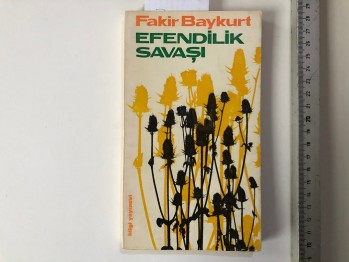 Fakir Baykurt
EFENDİLİK
SAVAŞI
bilgi yayınevi